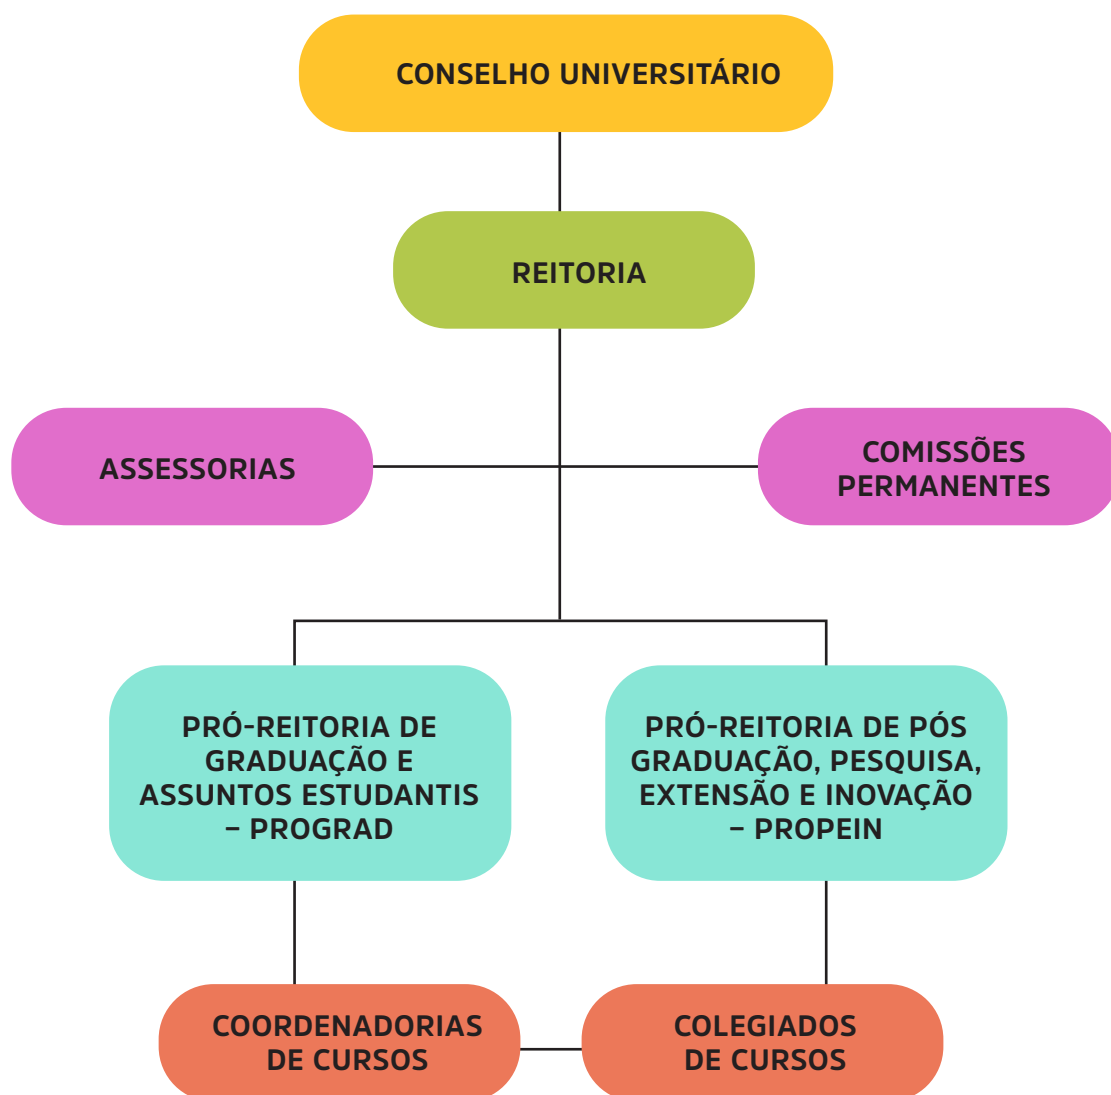 CONSELHO UNIVERSITÁRIO
REITORIA
ASSESSORIAS
COMISSÕES
PERMANENTES
PRÓ-REITORIA DE
GRADUAÇÃO E
ASSUNTOS ESTUDANTIS
– PROGRAD
PRÓ-REITORIA DE PÓS
GRADUAÇÃO, PESQUISA,
EXTENSÃO E INOVAÇÃO
– PROPEIN
COORDENADORIAS
DE CURSOS
COLEGIADOS
DE CURSOS